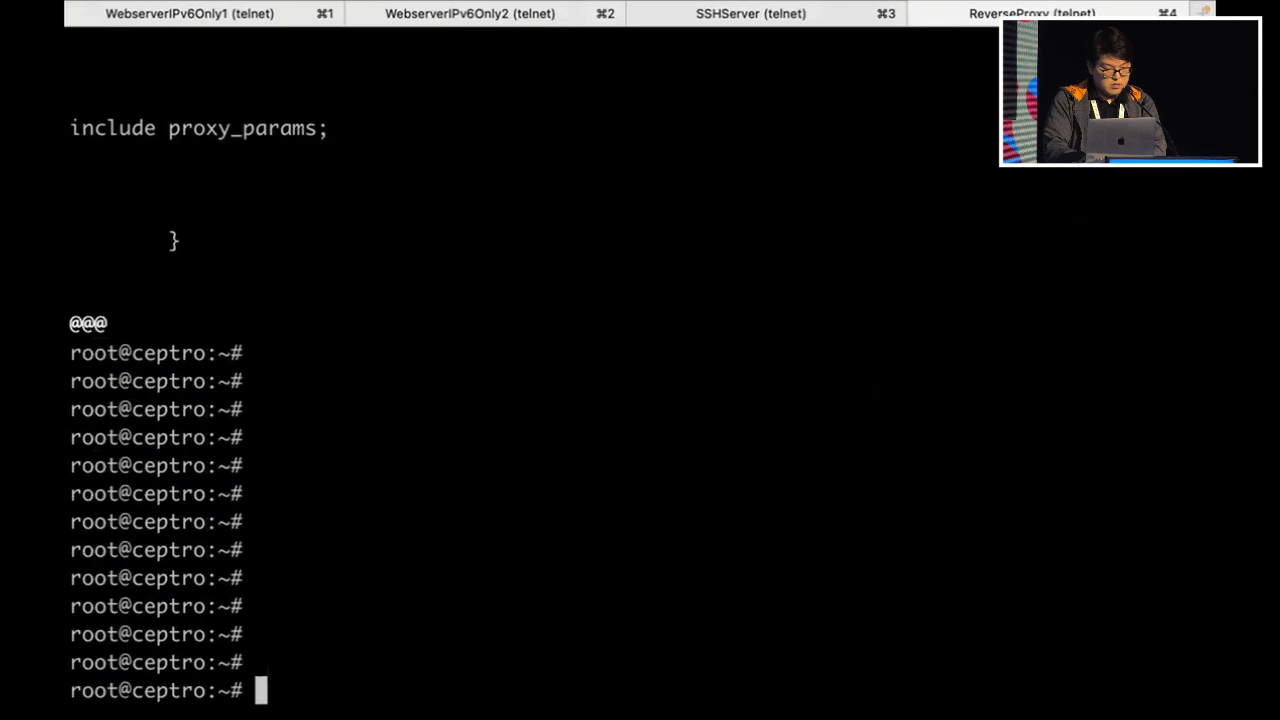 WebserverIPv6Only1 (telnet) ⌘1 WebserverIPv6Only2 (telnet) ⌘2 SSHServer (telnet) ⌘3 ReverseProxy (telnet) ⌘4
include proxy_params;
}
@@@
root@ceptro:~#
root@ceptro:~#
root@ceptro:~#
root@ceptro:~#
root@ceptro:~#
root@ceptro:~#
root@ceptro:~#
root@ceptro:~#
root@ceptro:~#
root@ceptro:~#
root@ceptro:~#
root@ceptro:~#
root@ceptro:~#